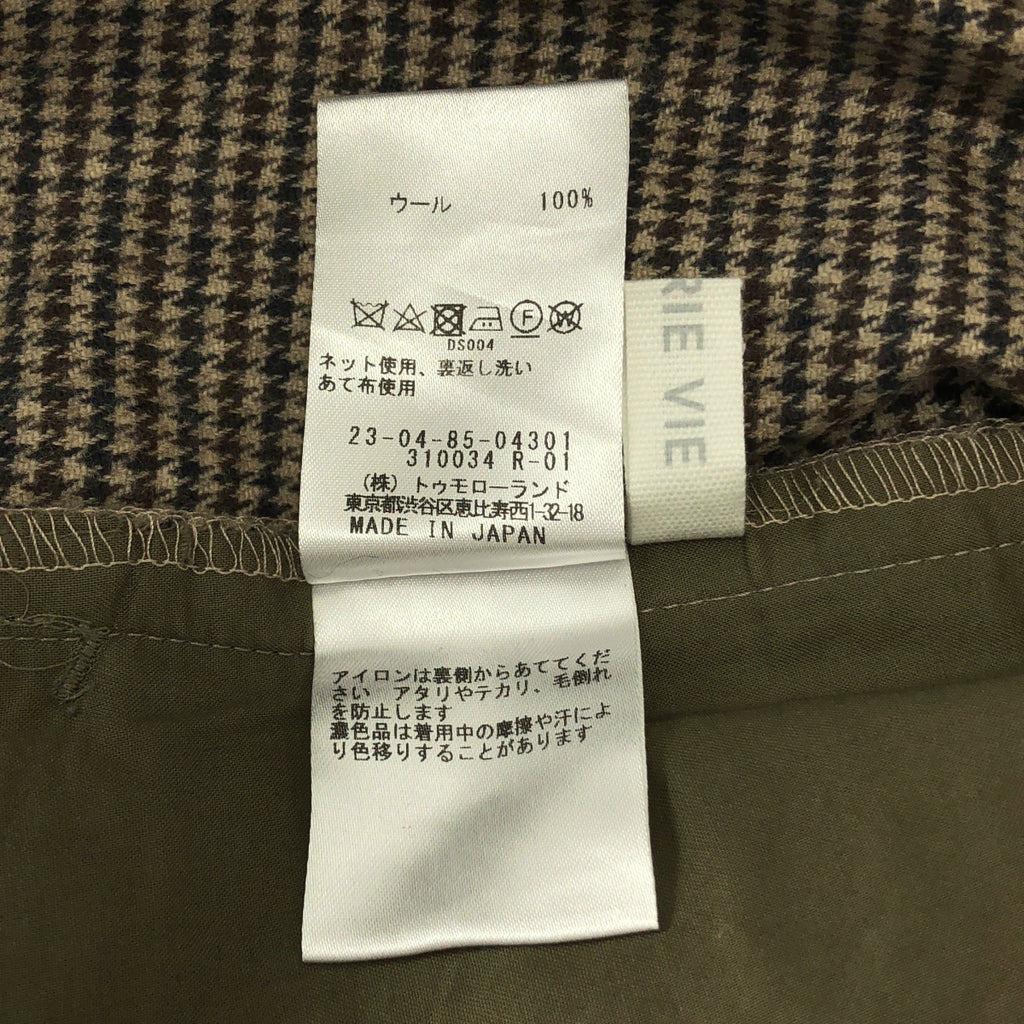 ウール 100%
DS004
ネット使用、裏返し洗い
あて布使用
23-04-85-04301
310034 R-01
(株) トゥモローランド
東京都渋谷区恵比寿西1-32-18
MADE IN JAPAN
アイロンは裏側からあててくだ
さい アタリやテカリ、毛倒れ
を防止します
濃色品は着用中の摩擦や汗によ
り色移りすることがあります
RIE VIE